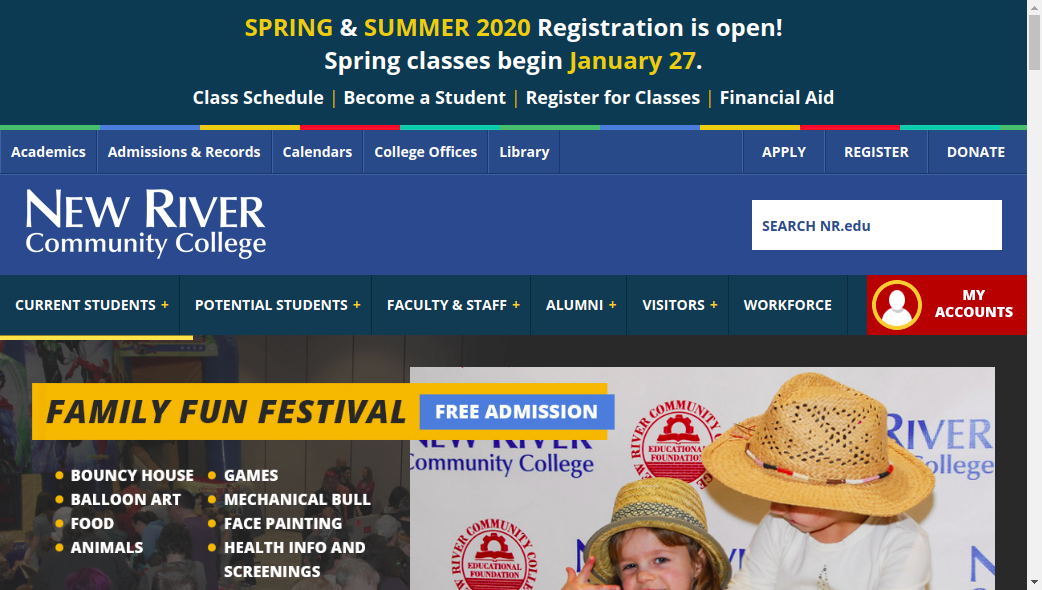 SPRING & SUMMER 2020 Registration is open!
Spring classes begin January 27.
Class Schedule | Become a Student | Register for Classes | Financial Aid
Academics Admissions & Records Calendars College Offices Library APPLY REGISTER DONATE
NEW RIVER
Community College
SEARCH NR.edu
CURRENT STUDENTS + POTENTIAL STUDENTS + FACULTY & STAFF + ALUMNI + VISITORS + WORKFORCE
MY
ACCOUNTS
FAMILY FUN FESTIVAL FREE ADMISSION
BOUNCY HOUSE
BALLOON ART
FOOD
ANIMALS
GAMES
MECHANICAL BULL
FACE PAINTING
HEALTH INFO AND
SCREENINGS
NEW RIVER
Community College
RIVER COMMUNITY COLLEGE
EDUCATIONAL
FOUNDATION
RIVER
ollege
RIVER COMMUNITY COLLE
EDUCATIONAL
FOUNDATION